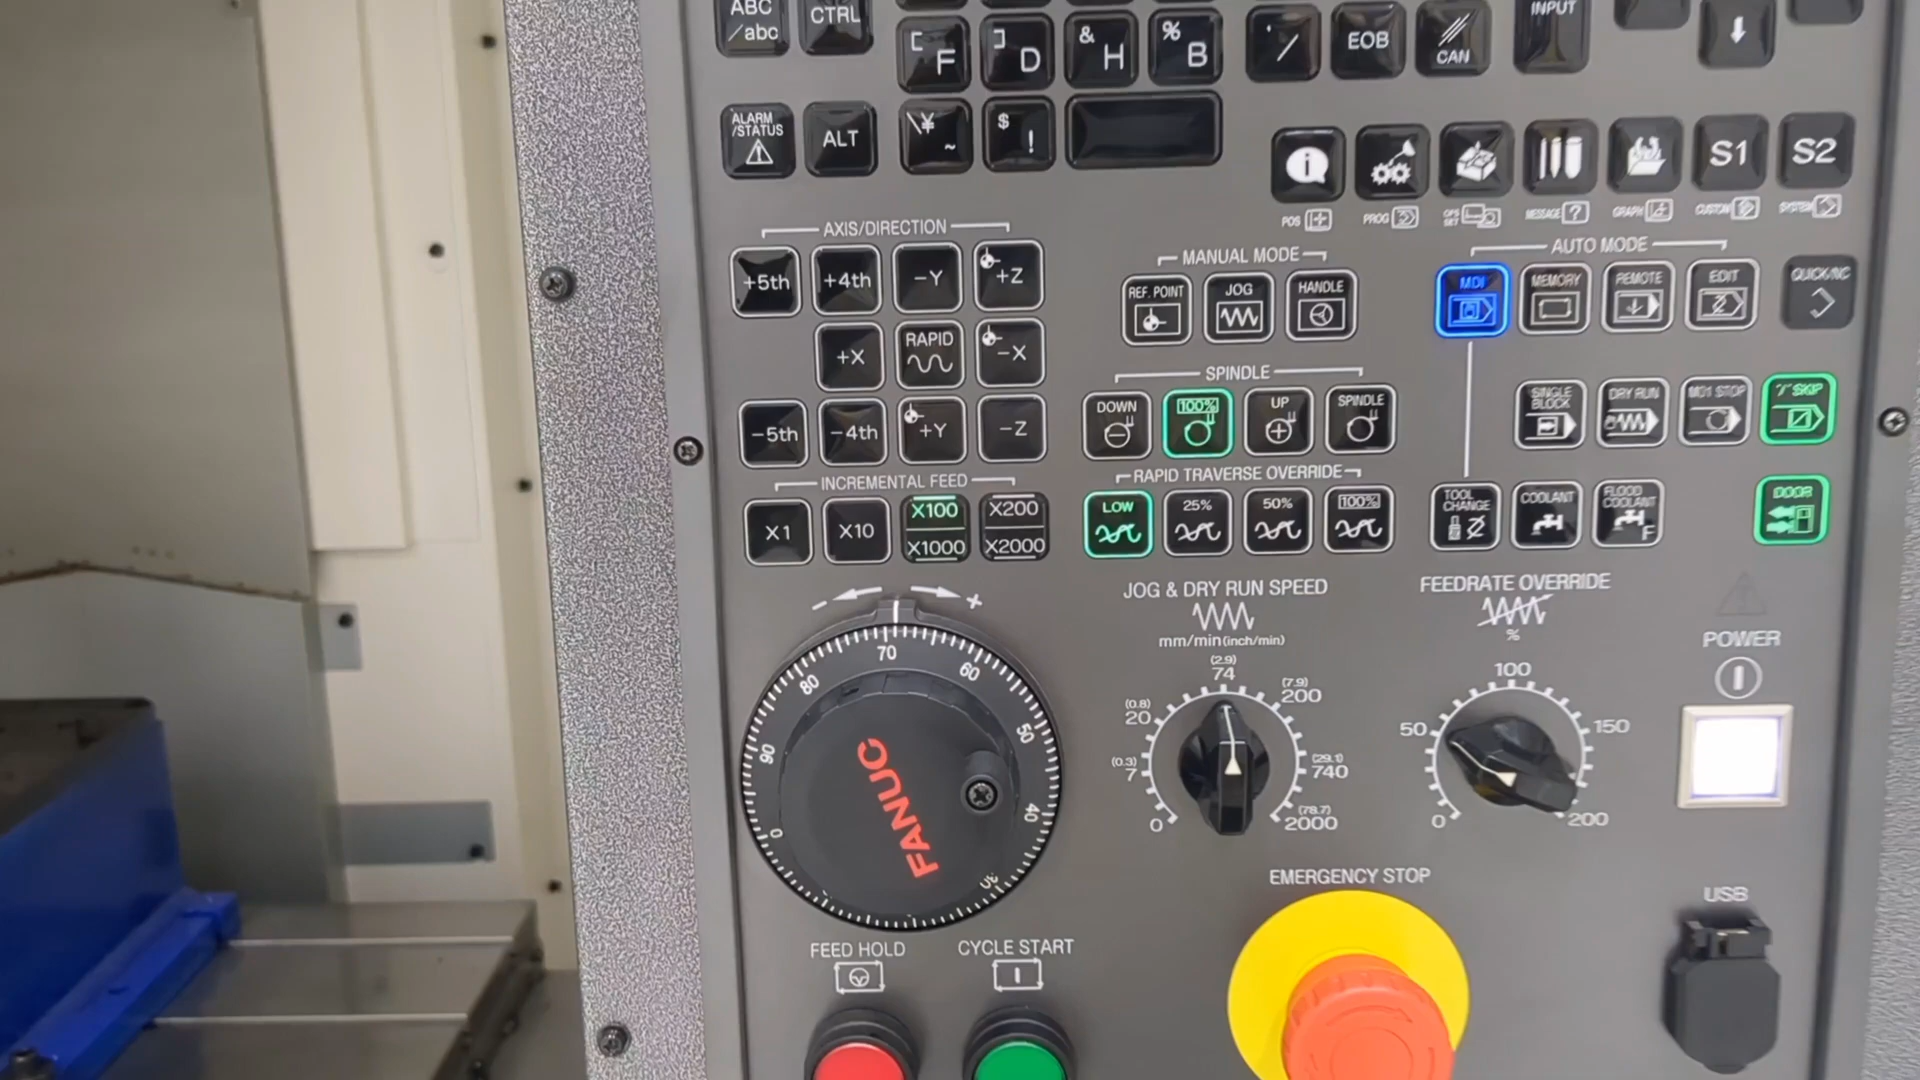 ABC
/abc
CTRL
[ F
] D
& H
% B
' /
EOB
CAN
INPUT
ALARM
/STATUS
ALT
\ ¥ ~
$ !
i
S1
S2
POS
PROG
OFS
SET
MESSAGE ?
GRAPH
CUSTOM
SYSTEM
AXIS/DIRECTION
+5th
+4th
−Y
+Z
+X
RAPID
−X
−5th
−4th
+Y
−Z
MANUAL MODE
REF. POINT
JOG
HANDLE
AUTO MODE
MDI
MEMORY
REMOTE
EDIT
QUICK/NC
SPINDLE
DOWN
100%
UP
SPINDLE
SINGLE
BLOCK
DRY RUN
M01 STOP
"/" SKIP
INCREMENTAL FEED
X1
X10
X100
X1000
X200
X2000
RAPID TRAVERSE OVERRIDE
LOW
25%
50%
100%
TOOL
CHANGE
COOLANT
FLOOD
COOLANT
F
DOOR
− +
80 70 60 50 40 30 0 90
FANUC
JOG & DRY RUN SPEED
mm/min(inch/min)
(2.9)
74
(0.8)
20
(7.9)
200
(0.3)
7
(29.1)
740
0
(78.7)
2000
FEEDRATE OVERRIDE
%
100
50
150
0
200
POWER
FEED HOLD
CYCLE START
EMERGENCY STOP
USB